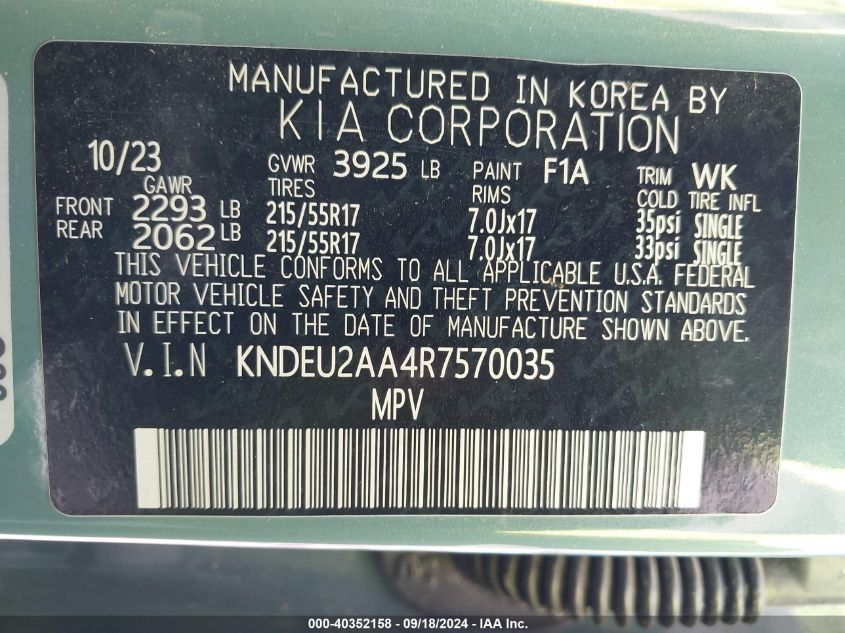 MANUFACTURED IN KOREA BY
KIA CORPORATION
10/23 GVWR 3925 LB PAINT F1A TRIM WK
GAWR TIRES RIMS COLD TIRE INFL
FRONT 2293 LB 215/55R17 7.0Jx17 35psi SINGLE
REAR 2062 LB 215/55R17 7.0Jx17 33psi SINGLE
THIS VEHICLE CONFORMS TO ALL APPLICABLE U.S.A. FEDERAL
MOTOR VEHICLE SAFETY AND THEFT PREVENTION STANDARDS
IN EFFECT ON THE DATE OF MANUFACTURE SHOWN ABOVE.
V.I.N KNDEU2AA4R7570035
MPV
000-40352158 - 09/18/2024 - IAA Inc.